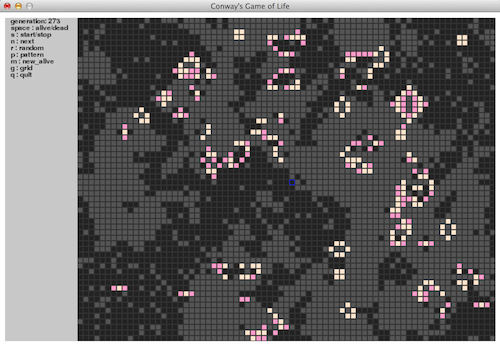 Conway's Game of Life
generation: 273
space : alive/dead
s : start/stop
n : next
r : random
p : pattern
m : new_alive
g : grid
q : quit